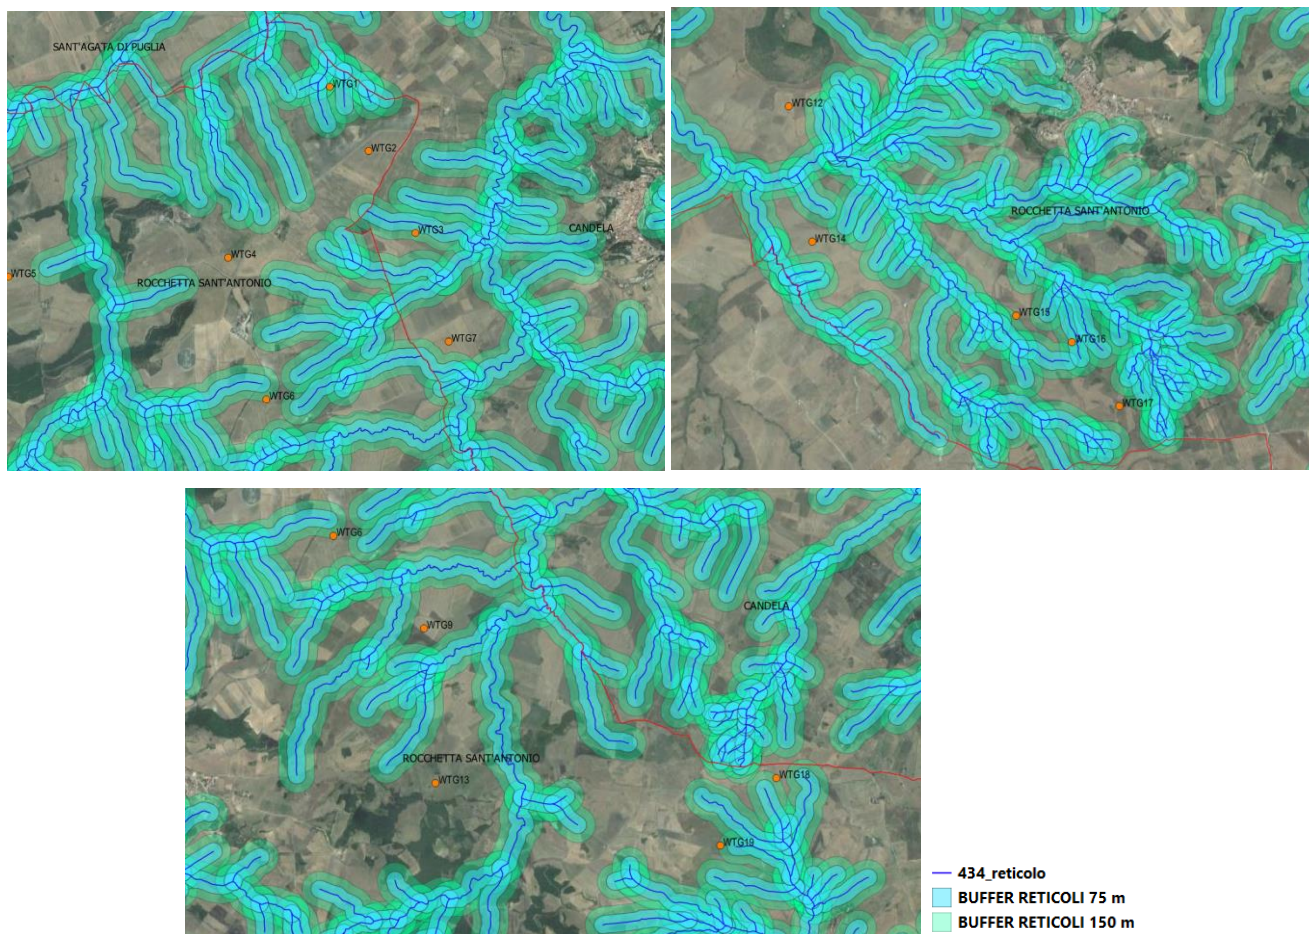 SANT'AGATA DI PUGLIA
WTG1
WTG2
WTG3
CANDELA
WTG4
WTG5
ROCCHETTA SANT'ANTONIO
WTG7
WTG6
WTG12
ROCCHETTA SANT'ANTONIO
WTG14
WTG15
WTG16
WTG17
WTG6
CANDELA
WTG9
ROCCHETTA SANT'ANTONIO
WTG13
WTG18
WTG19
434_reticolo
BUFFER RETICOLI 75 m
BUFFER RETICOLI 150 m